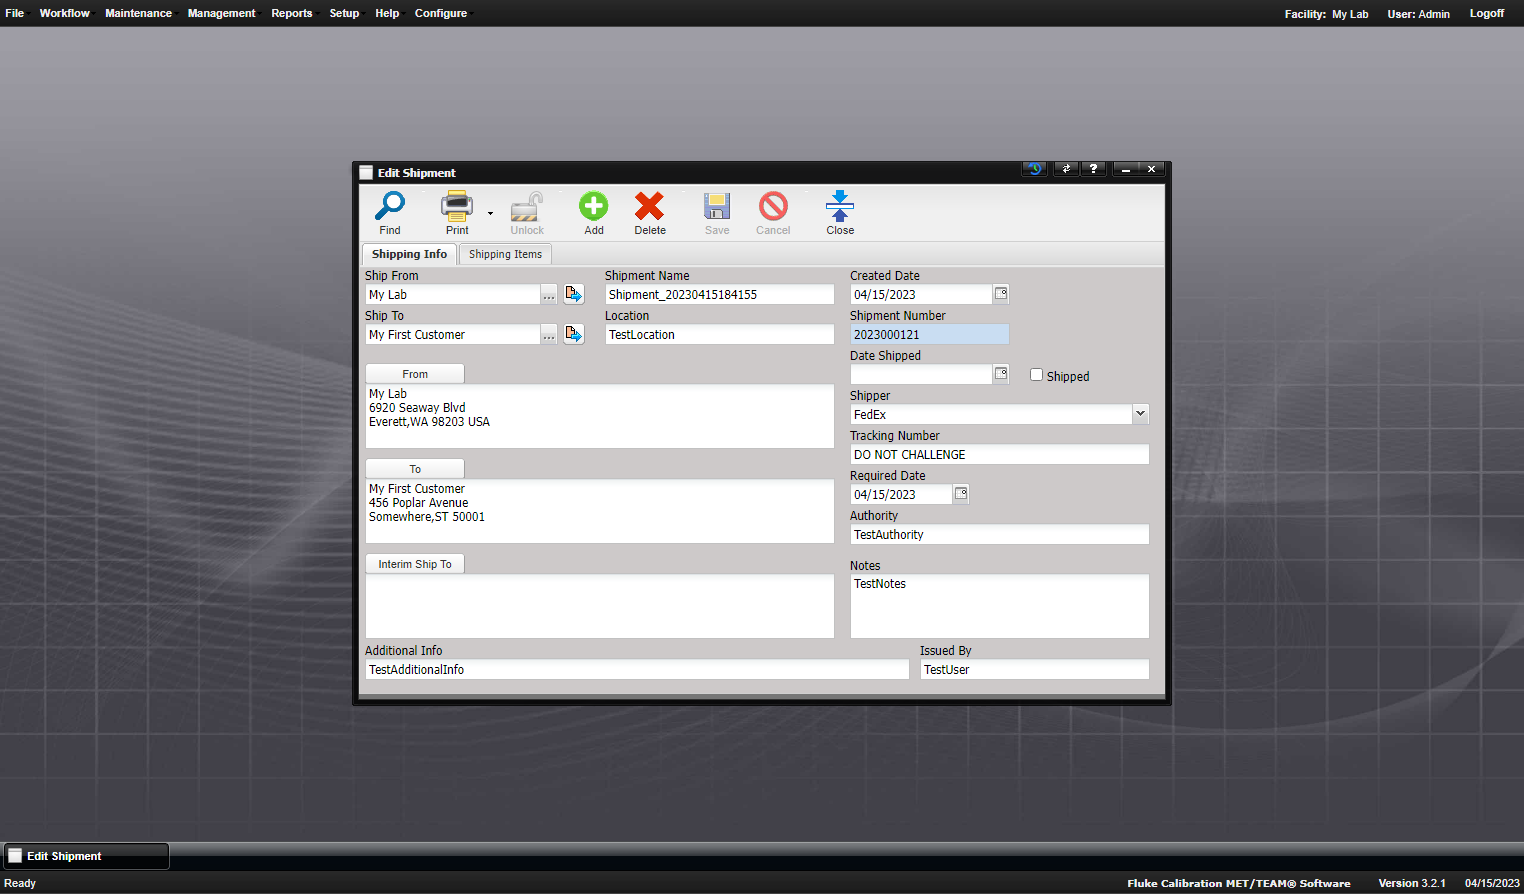 File Workflow Maintenance Management Reports Setup Help Configure Facility: My Lab User: Admin Logoff
Edit Shipment ?
Find Print Unlock Add Delete Save Cancel Close
Shipping Info Shipping Items
Ship From Shipment Name Created Date
My Lab ... Shipment_20230415184155 04/15/2023
Ship To Location Shipment Number
My First Customer ... TestLocation 2023000121
Date Shipped
From Shipped
My Lab
6920 Seaway Blvd
Everett,WA 98203 USA
Shipper
FedEx
Tracking Number
DO NOT CHALLENGE
To
My First Customer
456 Poplar Avenue
Somewhere,ST 50001
Required Date
04/15/2023
Authority
TestAuthority
Interim Ship To Notes
TestNotes
Additional Info Issued By
TestAdditionalInfo TestUser
Edit Shipment
Ready Fluke Calibration MET/TEAM® Software Version 3.2.1 04/15/2023